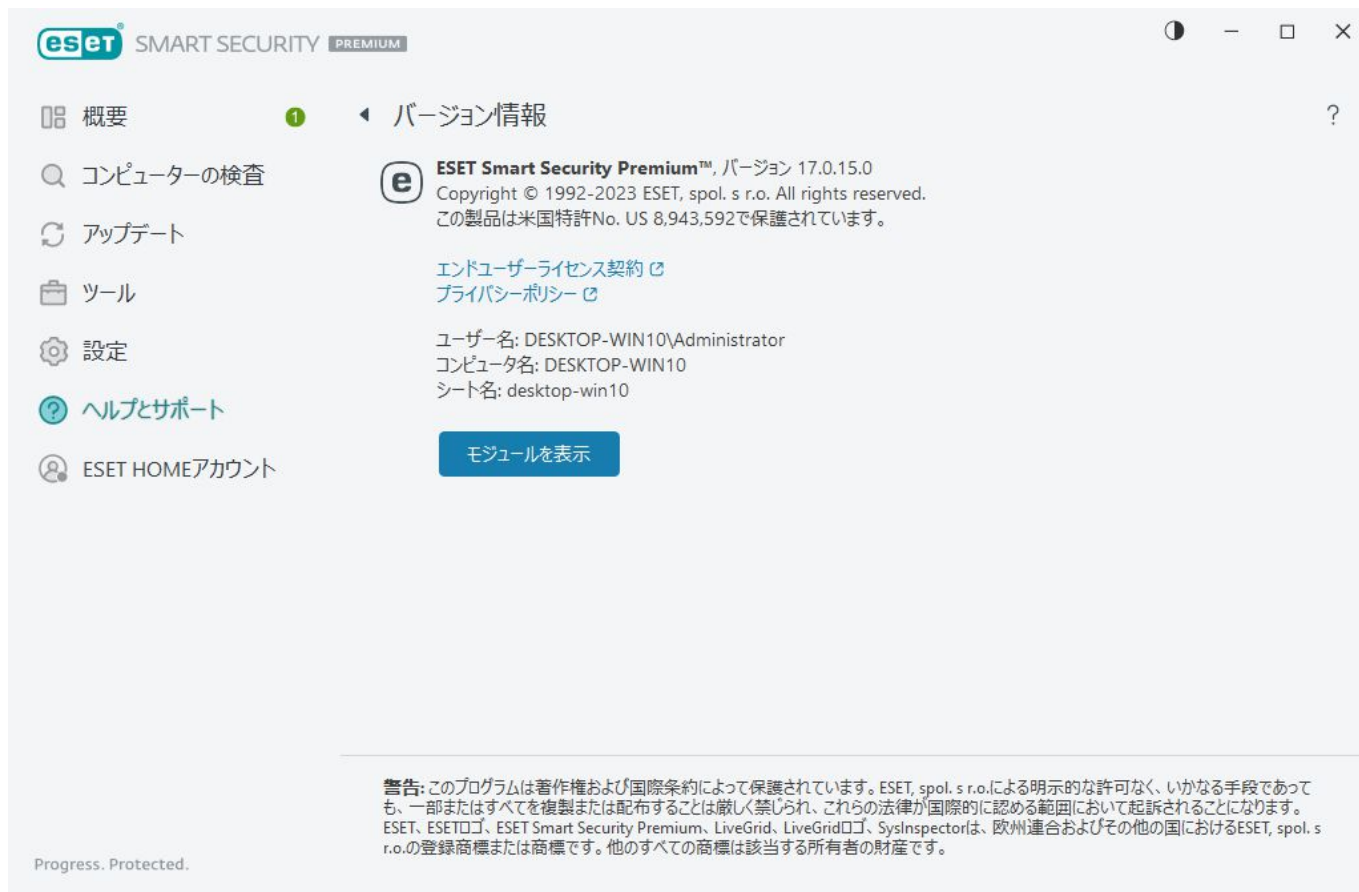 eset® SMART SECURITY PREMIUM
概要 1
コンピューターの検査
アップデート
ツール
設定
ヘルプとサポート
ESET HOMEアカウント
バージョン情報 ?
e
ESET Smart Security Premium™, バージョン 17.0.15.0
Copyright © 1992-2023 ESET, spol. s r.o. All rights reserved.
この製品は米国特許No. US 8,943,592で保護されています。
エンドユーザーライセンス契約
プライバシーポリシー
ユーザー名: DESKTOP-WIN10\Administrator
コンピュータ名: DESKTOP-WIN10
シート名: desktop-win10
モジュールを表示
警告: このプログラムは著作権および国際条約によって保護されています。ESET, spol. s r.o.による明示的な許可なく、いかなる手段であって
も、一部またはすべてを複製または配布することは厳しく禁じられ、これらの法律が国際的に認める範囲において起訴されることになります。
ESET、ESETロゴ、ESET Smart Security Premium、LiveGrid、LiveGridロゴ、SysInspectorは、欧州連合およびその他の国におけるESET, spol. s
r.o.の登録商標または商標です。他のすべての商標は該当する所有者の財産です。
Progress. Protected.